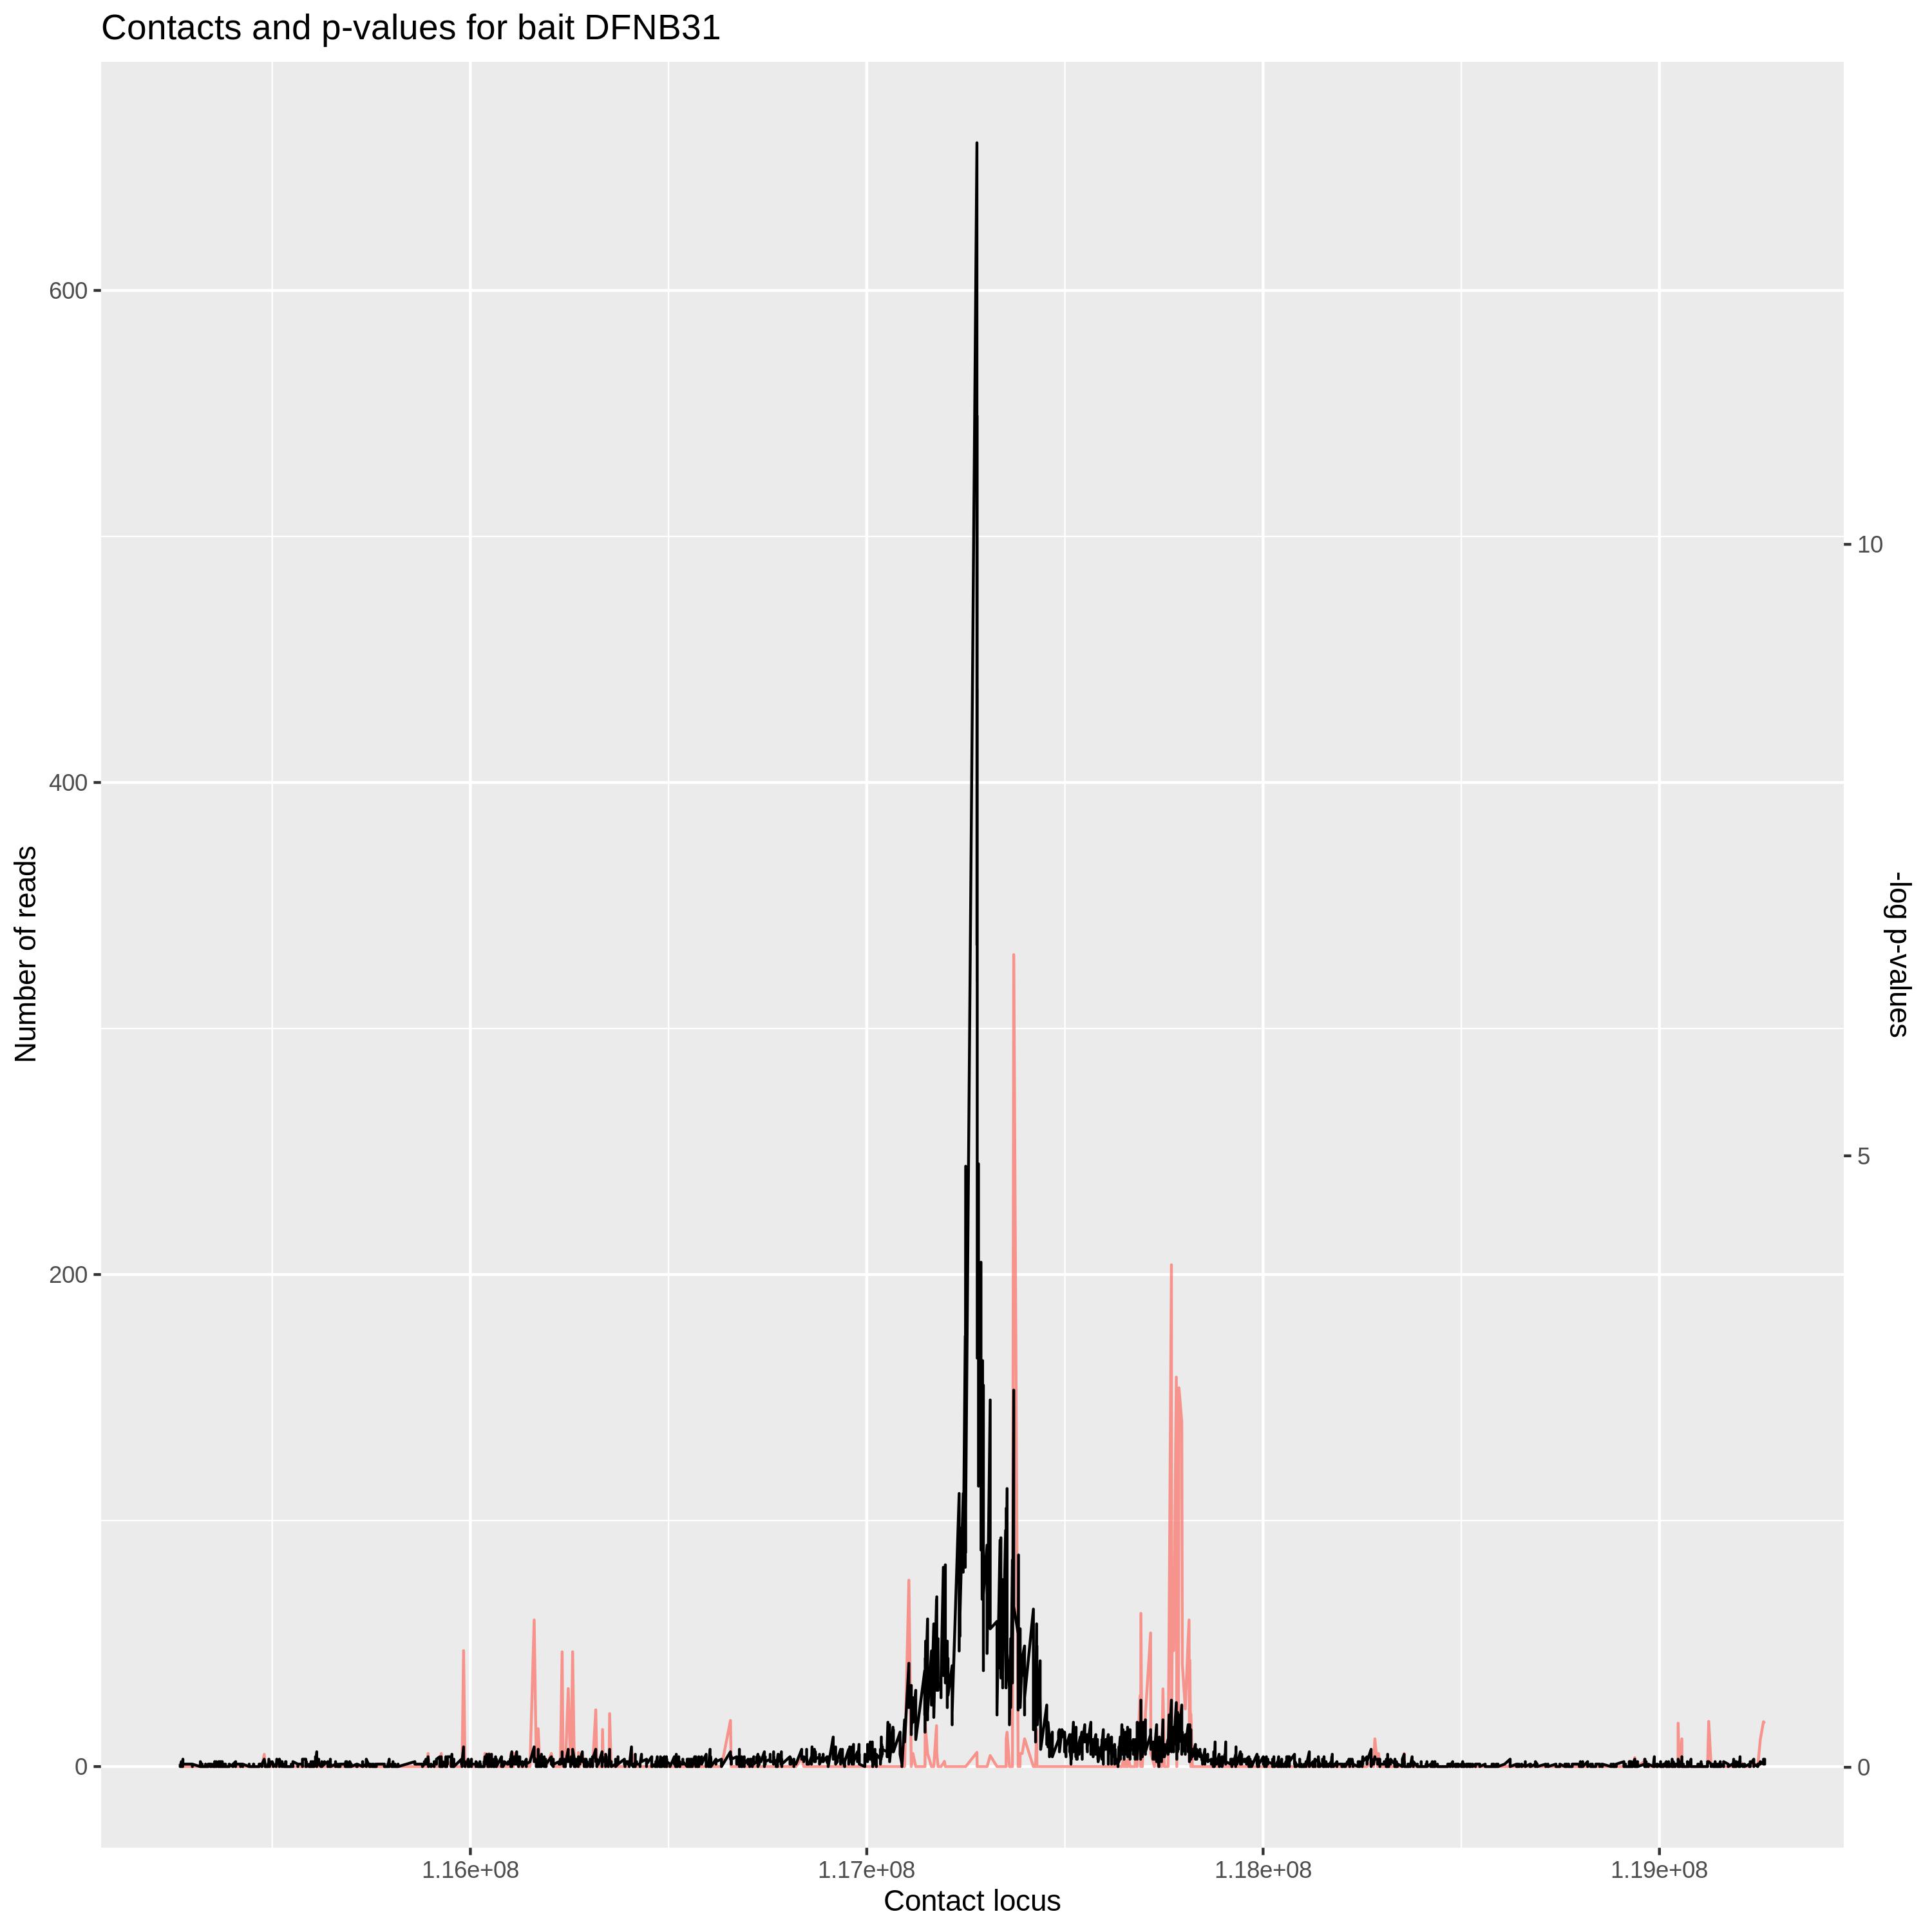 Contacts and p-values for bait DFNB31
600
400
200
0
Number of reads
10
5
0
-log p-values
1.16e+08
1.17e+08
1.18e+08
1.19e+08
Contact locus